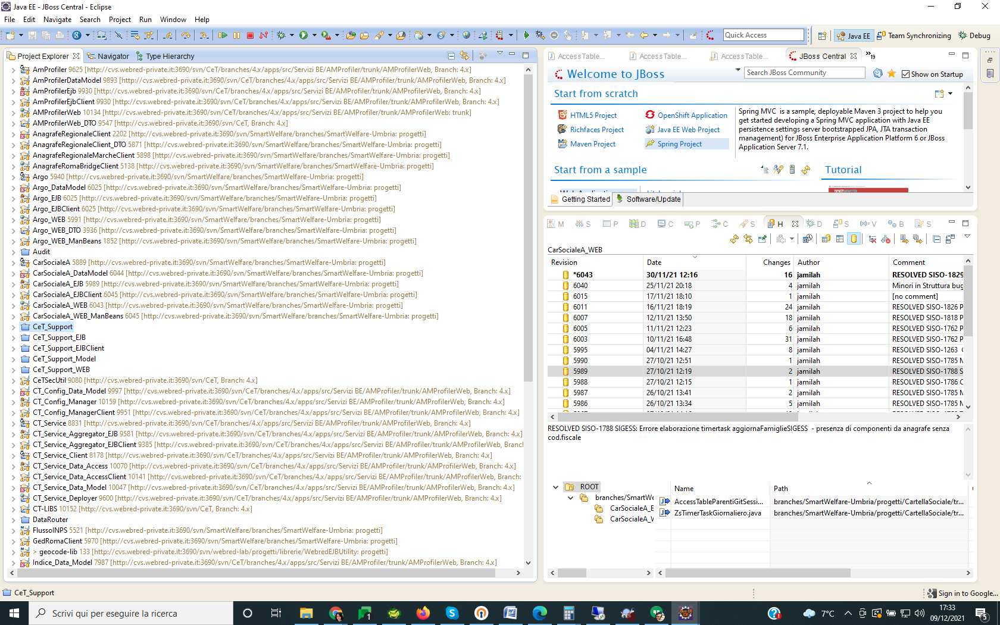 Java EE - JBoss Central - Eclipse
File Edit Navigate Search Project Run Window Help
Quick Access
Java EE
Team Synchronizing
Debug
Project Explorer
Navigator
Type Hierarchy
AmProfiler 9625 [http://cvs.webred-private.it:3690/svn/CeT/branches/4.x/apps/src/Servizi BE/AMProfiler/trunk/AMProfilerWeb, Branch: 4.x]
AmProfilerDataModel 9893 [http://cvs.webred-private.it:3690/svn/CeT/branches/4.x/apps/src/Servizi BE/AMProfiler/trunk/AMProfilerWeb, Branch: 4.x]
AmProfilerEjb 9930 [http://cvs.webred-private.it:3690/svn/CeT/branches/4.x/apps/src/Servizi BE/AMProfiler/trunk/AMProfilerWeb, Branch: 4.x]
AmProfilerEjbClient 9930 [http://cvs.webred-private.it:3690/svn/CeT/branches/4.x/apps/src/Servizi BE/AMProfiler/trunk/AMProfilerWeb, Branch: 4.x]
AMProfilerWeb 10134 [http://cvs.webred-private.it:3690/svn/CeT/branches/4.x/apps/src/Servizi BE/AMProfiler/trunk/AMProfilerWeb: trunk]
AMProfilerWeb_DTO 9547 [http://cvs.webred-private.it:3690/svn/CeT, Branch: 4.x]
AnagrafeRegionaleClient 2202 [http://cvs.webred-private.it:3690/svn/SmartWelfare/branches/SmartWelfare-Umbria: progetti]
AnagrafeRegionaleClient_DTO 5871 [http://cvs.webred-private.it:3690/svn/SmartWelfare/branches/SmartWelfare-Umbria: progetti]
AnagrafeRegionaleMarcheClient 5898 [http://cvs.webred-private.it:3690/svn/SmartWelfare/branches/SmartWelfare-Umbria: progetti]
AnagrafeRomaBridgeClient 5138 [http://cvs.webred-private.it:3690/svn/SmartWelfare/branches/SmartWelfare-Umbria: progetti]
Argo 5940 [http://cvs.webred-private.it:3690/svn/SmartWelfare/branches/SmartWelfare-Umbria: progetti]
Argo_DataModel 6025 [http://cvs.webred-private.it:3690/svn/SmartWelfare/branches/SmartWelfare-Umbria: progetti]
Argo_EJB 6025 [http://cvs.webred-private.it:3690/svn/SmartWelfare/branches/SmartWelfare-Umbria: progetti]
Argo_EJBClient 6025 [http://cvs.webred-private.it:3690/svn/SmartWelfare/branches/SmartWelfare-Umbria: progetti]
Argo_WEB 5991 [http://cvs.webred-private.it:3690/svn/SmartWelfare/branches/SmartWelfare-Umbria: progetti]
Argo_WEB_DTO 3936 [http://cvs.webred-private.it:3690/svn/SmartWelfare/branches/SmartWelfare-Umbria: progetti]
Argo_WEB_ManBeans 1852 [http://cvs.webred-private.it:3690/svn/SmartWelfare/branches/SmartWelfare-Umbria: progetti]
Audit
CarSocialeA 5889 [http://cvs.webred-private.it:3690/svn/SmartWelfare/branches/SmartWelfare-Umbria: progetti]
CarSocialeA_DataModel 6044 [http://cvs.webred-private.it:3690/svn/SmartWelfare/branches/SmartWelfare-Umbria: progetti]
CarSocialeA_EJB 5989 [http://cvs.webred-private.it:3690/svn/SmartWelfare/branches/SmartWelfare-Umbria: progetti]
CarSocialeA_EJBClient 6045 [http://cvs.webred-private.it:3690/svn/SmartWelfare/branches/SmartWelfare-Umbria: progetti]
CarSocialeA_WEB 6043 [http://cvs.webred-private.it:3690/svn/SmartWelfare/branches/SmartWelfare-Umbria: progetti]
CarSocialeA_WEB_ManBeans 6045 [http://cvs.webred-private.it:3690/svn/SmartWelfare/branches/SmartWelfare-Umbria: progetti]
CeT_Support
CeT_Support_EJB
CeT_Support_EJBClient
CeT_Support_Model
CeT_Support_WEB
CeTSecUtil 9080 [http://cvs.webred-private.it:3690/svn/CeT, Branch: 4.x]
CT_Config_Data_Model 9997 [http://cvs.webred-private.it:3690/svn/CeT/branches/4.x/apps/src/Servizi BE/AMProfiler/trunk/AMProfilerWeb, Branch: 4.x]
CT_Config_Manager 10159 [http://cvs.webred-private.it:3690/svn/CeT/branches/4.x/apps/src/Servizi BE/AMProfiler/trunk/AMProfilerWeb, Branch: 4.x]
CT_Config_ManagerClient 9951 [http://cvs.webred-private.it:3690/svn/CeT/branches/4.x/apps/src/Servizi BE/AMProfiler/trunk/AMProfilerWeb, Branch: 4.x]
CT_Service 8831 [http://cvs.webred-private.it:3690/svn/CeT/branches/4.x/apps/src/Servizi BE/AMProfiler/trunk/AMProfilerWeb, Branch: 4.x]
CT_Service_Aggregator_EJB 9581 [http://cvs.webred-private.it:3690/svn/CeT/branches/4.x/apps/src/Servizi BE/AMProfiler/trunk/AMProfilerWeb, Branch: 4.x]
CT_Service_Aggregator_EJBClient 9385 [http://cvs.webred-private.it:3690/svn/CeT/branches/4.x/apps/src/Servizi BE/AMProfiler/trunk/AMProfilerWeb, Branch
CT_Service_Client 8178 [http://cvs.webred-private.it:3690/svn/CeT/branches/4.x/apps/src/Servizi BE/AMProfiler/trunk/AMProfilerWeb, Branch: 4.x]
CT_Service_Data_Access 10070 [http://cvs.webred-private.it:3690/svn/CeT/branches/4.x/apps/src/Servizi BE/AMProfiler/trunk/AMProfilerWeb, Branch: 4.x]
CT_Service_Data_AccessClient 10141 [http://cvs.webred-private.it:3690/svn/CeT/branches/4.x/apps/src/Servizi BE/AMProfiler/trunk/AMProfilerWeb, Branch:
CT_Service_Data_Model 10047 [http://cvs.webred-private.it:3690/svn/CeT/branches/4.x/apps/src/Servizi BE/AMProfiler/trunk/AMProfilerWeb, Branch: 4.x]
CT_Service_Deployer 9600 [http://cvs.webred-private.it:3690/svn/CeT/branches/4.x/apps/src/Servizi BE/AMProfiler/trunk/AMProfilerWeb, Branch: 4.x]
CT-LIBS 10152 [http://cvs.webred-private.it:3690/svn/CeT, Branch: 4.x]
DataRouter
FlussoINPS 5521 [http://cvs.webred-private.it:3690/svn/SmartWelfare/branches/SmartWelfare-Umbria: progetti]
GedRomaClient 5970 [http://cvs.webred-private.it:3690/svn/SmartWelfare/branches/SmartWelfare-Umbria: progetti]
> geocode-lib 133 [http://cvs.webred-private.it:3690/svn/webred-lab/progetti/librerie/WebredEJBUtility: progetti]
Indice_Data_Model 7987 [http://cvs.webred-private.it:3690/svn/CeT/branches/4.x/apps/src/Servizi BE/AMProfiler/trunk/AMProfilerWeb, Branch: 4.x]
AccessTable...
AccessTable...
AccessTable...
JBoss Central
»19
Welcome to JBoss
Search JBoss Community
Show on Startup
Start from scratch
HTML5 Project
OpenShift Application
Richfaces Project
Java EE Web Project
Maven Project
Spring Project
Spring MVC is a sample, deployable Maven 3 project to help you
get started developing a Spring MVC application with Java EE
persistence settings server bootstrapped JPA, JTA transaction
management) for JBoss Enterprise Application Platform 6 or JBoss
Application Server 7.1.
Start from a sample
Tutorial
Getting Started
Software/Update
M S P D C P C S H D S V B S
CarSocialeA_WEB
Revision Date Changes Author Comment
*6043 30/11/21 12:16 16 jamilah RESOLVED SISO-1829
6040 25/11/21 20:18 4 jamilah Minori in Struttura bug
6015 17/11/21 18:10 1 jamilah [no comment]
6011 16/11/21 18:19 24 jamilah RESOLVED SISO-1826 P
6007 12/11/21 13:50 18 jamilah RESOLVED SISO-1818 P
6005 11/11/21 12:23 6 jamilah RESOLVED SISO-1762 P
6003 10/11/21 16:48 31 jamilah RESOLVED SISO-1762 P
5995 04/11/21 14:27 8 jamilah RESOLVED SISO-1263
5990 27/10/21 12:51 1 jamilah RESOLVED SISO-1785 M
5989 27/10/21 12:19 2 jamilah RESOLVED SISO-1788 S
5988 27/10/21 12:15 1 jamilah RESOLVED SISO-1786 C
5987 26/10/21 13:41 2 jamilah RESOLVED SISO-1785 M
5986 26/10/21 13:34 5 jamilah RESOLVED SISO-1785 M
RESOLVED SISO-1788 SIGESS: Errore elaborazione timertask aggiornaFamiglieSIGESS - presenza di componenti da anagrafe senza
cod.fiscale
ROOT
branches/SmartWe
CarSocialeA_E
CarSocialeA_W
Name Path
AccessTableParentiGitSessi... branches/SmartWelfare-Umbria/progetti/CartellaSociale/tr...
ZsTimerTaskGiornaliero.java branches/SmartWelfare-Umbria/progetti/CartellaSociale/tr...
CeT_Support
Sign in to Google...
Scrivi qui per eseguire la ricerca
7°C
17:33
09/12/2021
5